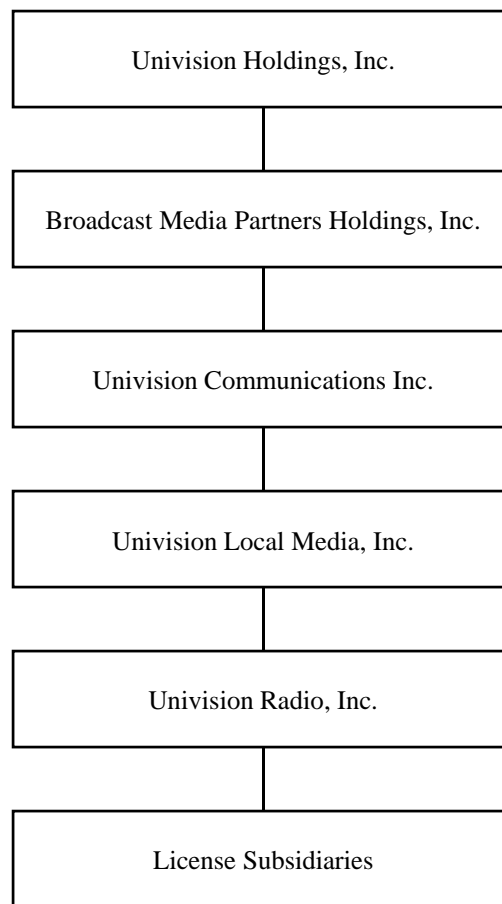 Univision Holdings, Inc.
Broadcast Media Partners Holdings, Inc.
Univision Communications Inc.
Univision Local Media, Inc.
Univision Radio, Inc.
License Subsidiaries